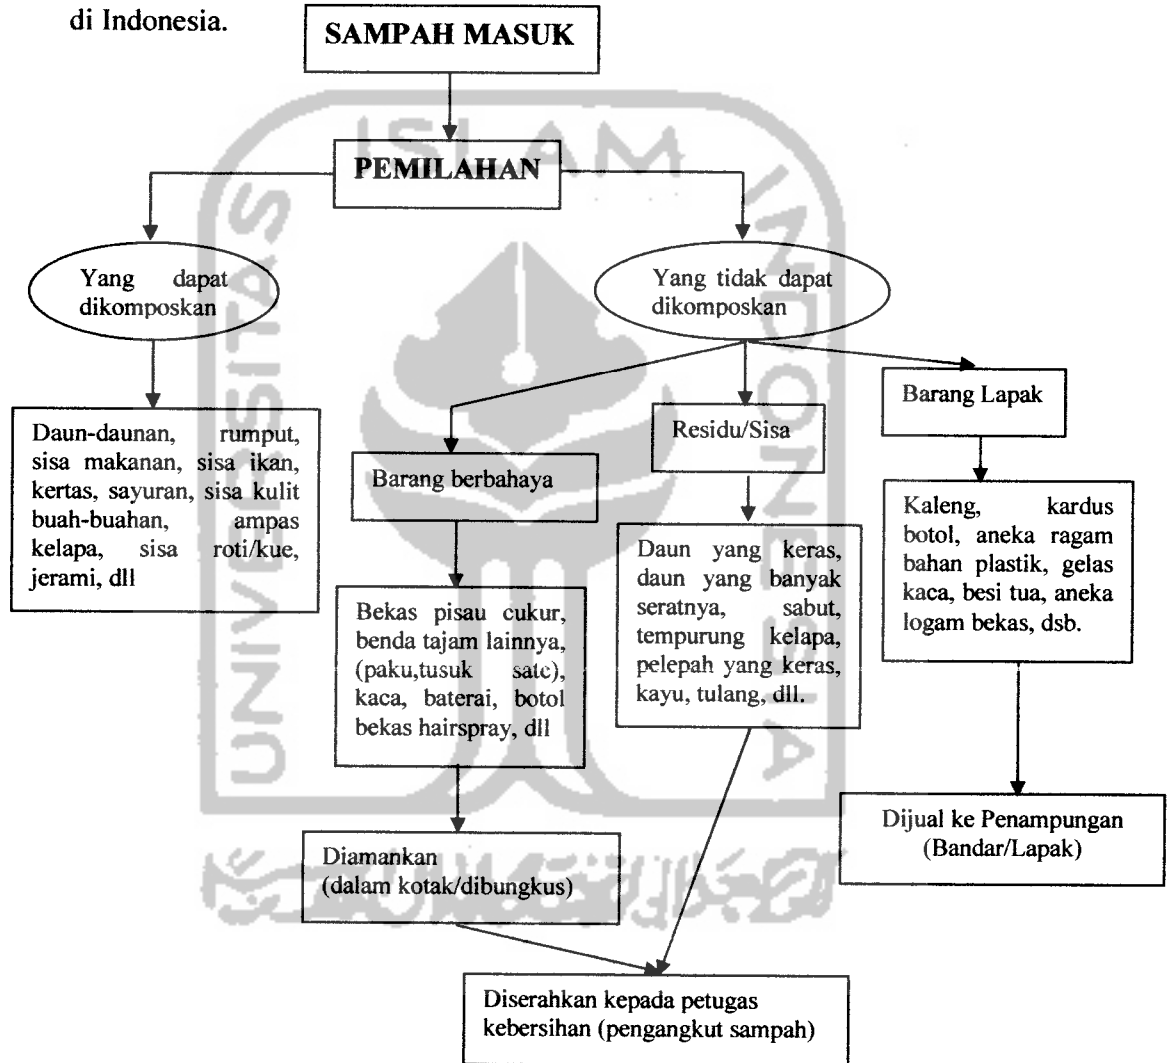 di Indonesia.
SAMPAH MASUK
PEMILAHAN
Yang dapat
dikomposkan
Yang tidak dapat
dikomposkan
Daun-daunan, rumput,
sisa makanan, sisa ikan,
kertas, sayuran, sisa kulit
buah-buahan, ampas
kelapa, sisa roti/kue,
jerami, dll
Barang berbahaya
Residu/Sisa
Barang Lapak
Bekas pisau cukur,
benda tajam lainnya,
(paku,tusuk sate),
kaca, baterai, botol
bekas hairspray, dll
Daun yang keras,
daun yang banyak
seratnya, sabut,
tempurung kelapa,
pelepah yang keras,
kayu, tulang, dll.
Kaleng, kardus
botol, aneka ragam
bahan plastik, gelas
kaca, besi tua, aneka
logam bekas, dsb.
Diamankan
(dalam kotak/dibungkus)
Dijual ke Penampungan
(Bandar/Lapak)
Diserahkan kepada petugas
kebersihan (pengangkut sampah)
UNIVERSITAS
ISLAM
INDONESIA